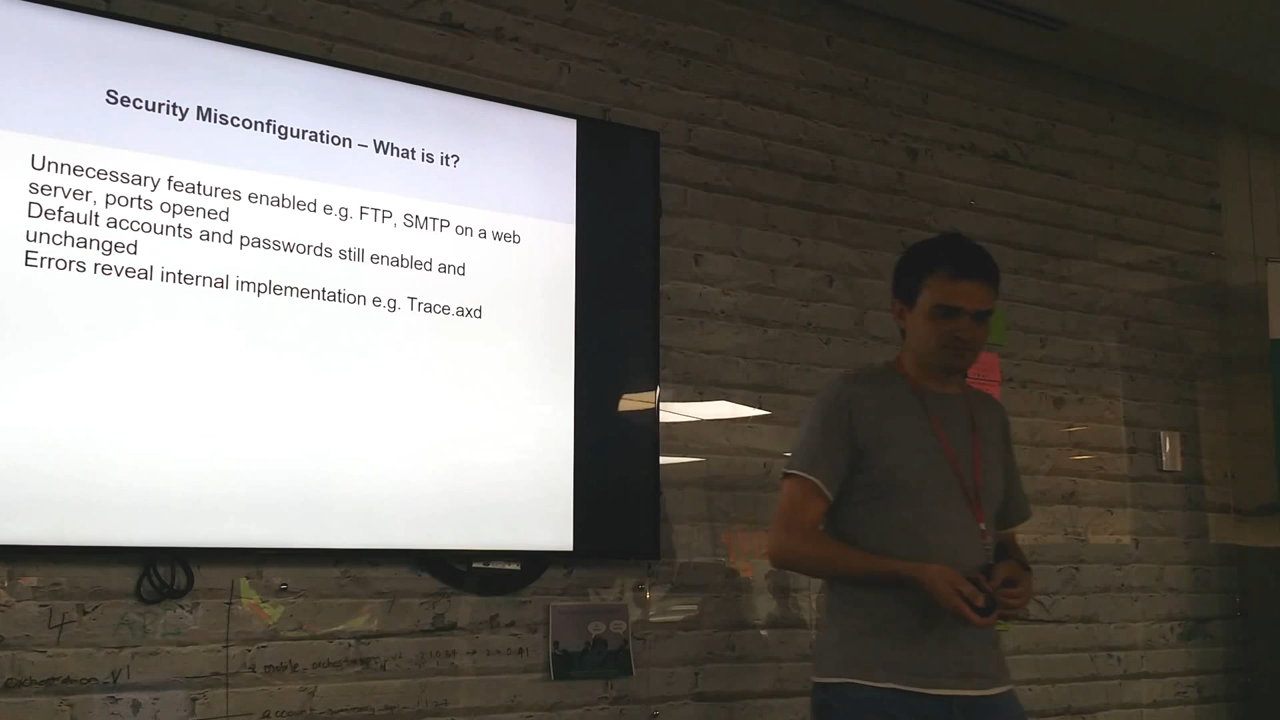 Security Misconfiguration – What is it?
Unnecessary features enabled e.g. FTP, SMTP on a web
server, ports opened
Default accounts and passwords still enabled and
unchanged
Errors reveal internal implementation e.g. Trace.axd
4